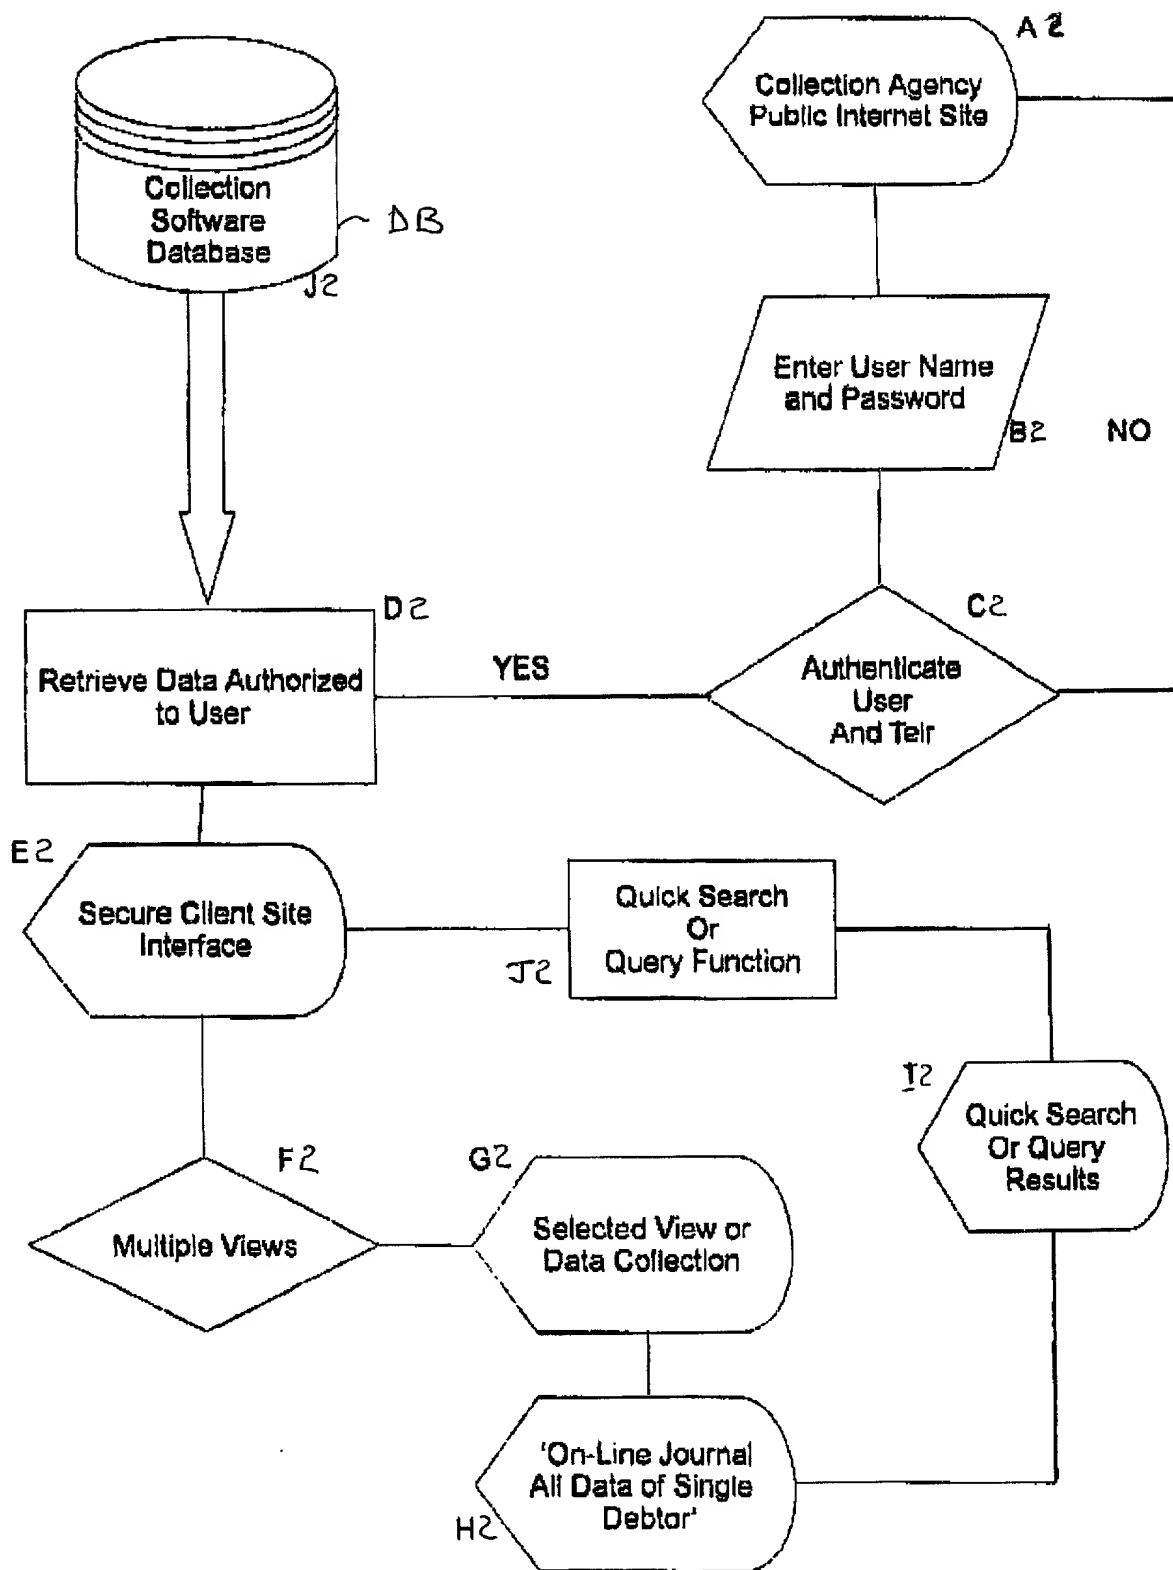 A2
Collection Agency
Public Internet Site
Collection
Software
Database
DB
J2
Enter User Name
and Password
B2
NO
D2
C2
Retrieve Data Authorized
to User
YES
Authenticate
User
And Telr
E2
Secure Client Site
Interface
Quick Search
Or
Query Function
J2
I2
Quick Search
Or Query
Results
F2
G2
Multiple Views
Selected View or
Data Collection
'On-Line Journal
All Data of Single
Debtor'
H2